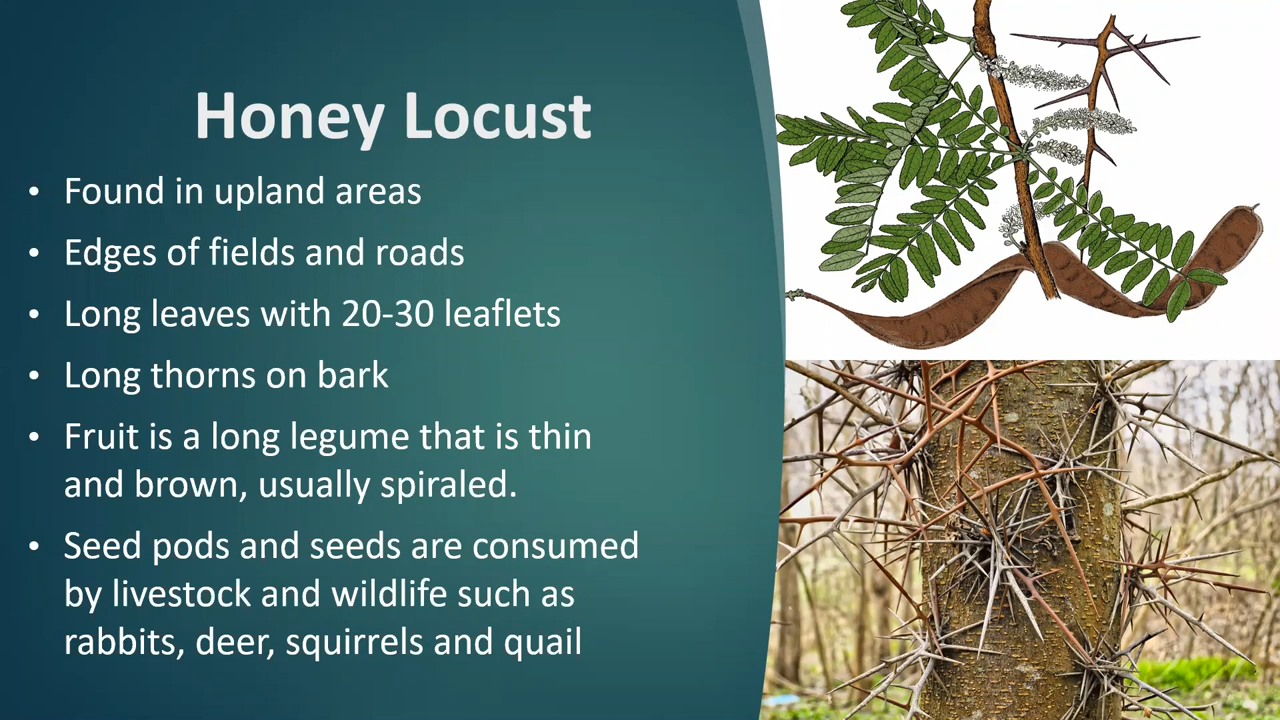 Honey Locust
• Found in upland areas
• Edges of fields and roads
• Long leaves with 20-30 leaflets
• Long thorns on bark
• Fruit is a long legume that is thin
and brown, usually spiraled.
• Seed pods and seeds are consumed
by livestock and wildlife such as
rabbits, deer, squirrels and quail